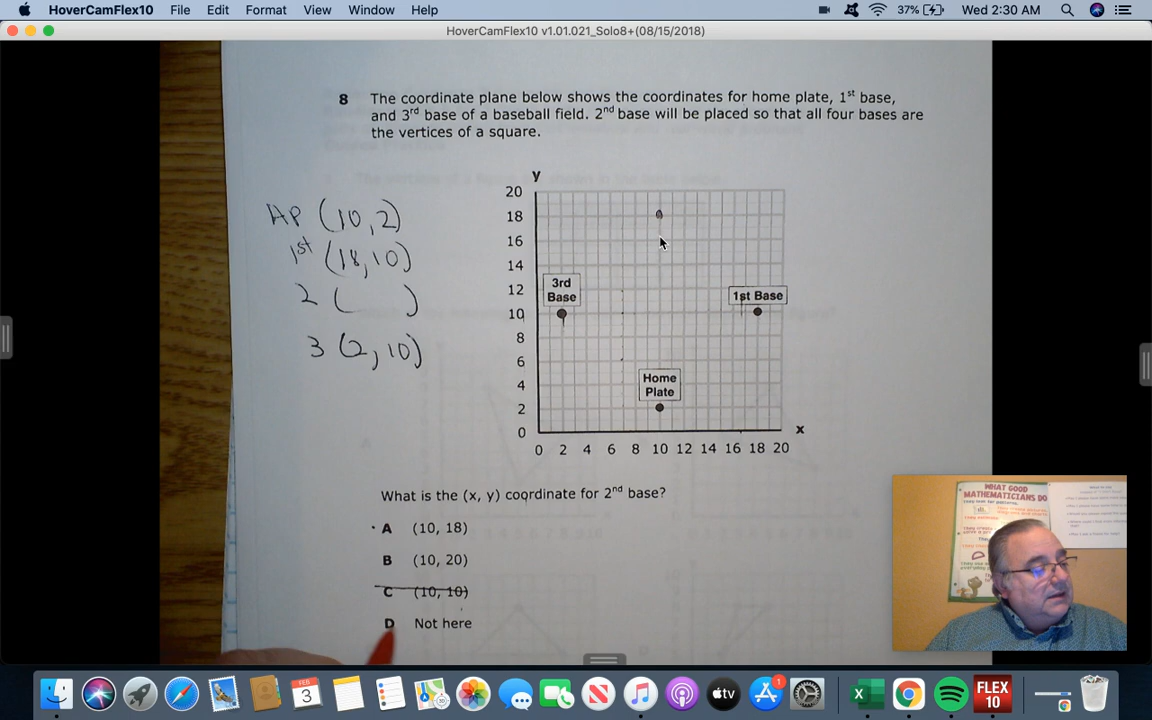 HoverCamFlex10 File Edit Format View Window Help 37% Wed 2:30 AM
HoverCamFlex10 v1.01.021_Solo8+(08/15/2018)
8 The coordinate plane below shows the coordinates for home plate, 1st base,
and 3rd base of a baseball field. 2nd base will be placed so that all four bases are
the vertices of a square.
HP (10, 2)
1st (18, 10)
2 ( )
3 (2, 10)
y
20
18
16
14
12
10
8
6
4
2
0
3rd
Base
1st Base
Home
Plate
x
0 2 4 6 8 10 12 14 16 18 20
What is the (x, y) coordinate for 2nd base?
A (10, 18)
B (10, 20)
C (10, 10)
D Not here
WHAT GOOD
MATHEMATICIANS DO
FEB
3
tv
1
FLEX
10